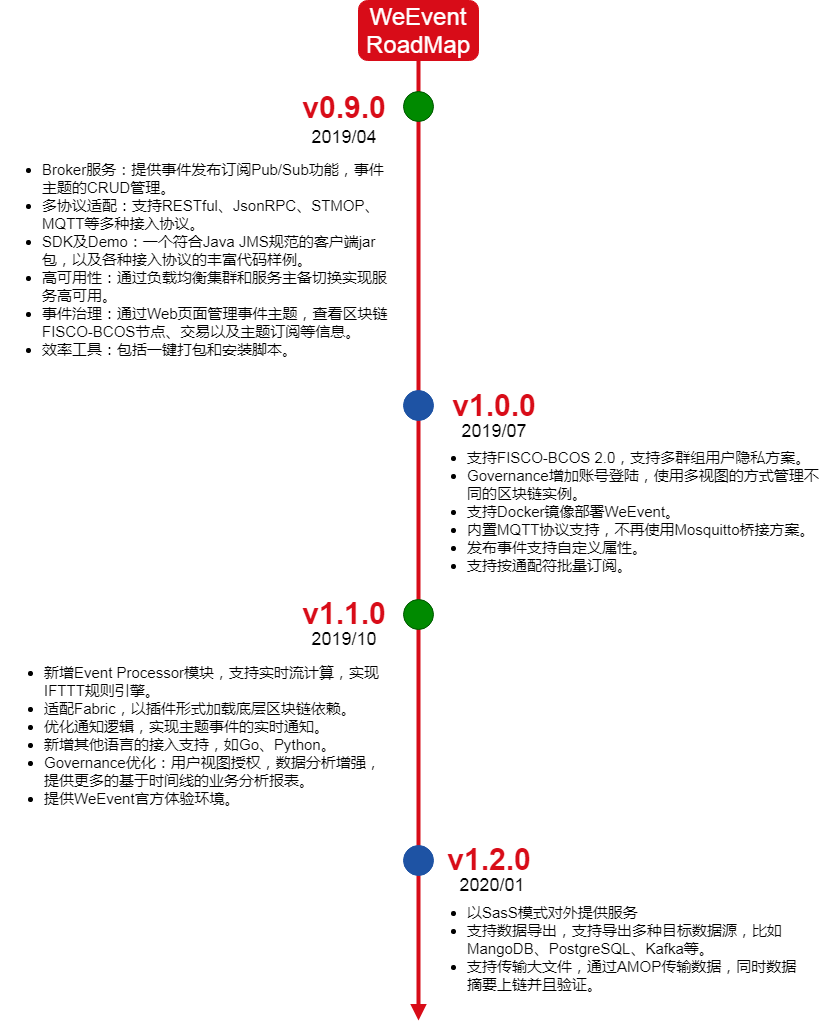 WeEvent
RoadMap
v0.9.0
2019/04
Broker服务：提供事件发布订阅Pub/Sub功能，事件
主题的CRUD管理。
多协议适配：支持RESTful、JsonRPC、STMOP、
MQTT等多种接入协议。
SDK及Demo：一个符合Java JMS规范的客户端jar
包，以及各种接入协议的丰富代码样例。
高可用性：通过负载均衡集群和服务主备切换实现服
务高可用。
事件治理：通过Web页面管理事件主题，查看区块链
FISCO-BCOS节点、交易以及主题订阅等信息。
效率工具：包括一键打包和安装脚本。
v1.0.0
2019/07
支持FISCO-BCOS 2.0，支持多群组用户隐私方案。
Governance增加账号登陆，使用多视图的方式管理不
同的区块链实例。
支持Docker镜像部署WeEvent。
内置MQTT协议支持，不再使用Mosquitto桥接方案。
发布事件支持自定义属性。
支持按通配符批量订阅。
v1.1.0
2019/10
新增Event Processor模块，支持实时流计算，实现
IFTTT规则引擎。
适配Fabric，以插件形式加载底层区块链依赖。
优化通知逻辑，实现主题事件的实时通知。
新增其他语言的接入支持，如Go、Python。
Governance优化：用户视图授权，数据分析增强，
提供更多的基于时间线的业务分析报表。
提供WeEvent官方体验环境。
v1.2.0
2020/01
以SasS模式对外提供服务
支持数据导出，支持导出多种目标数据源，比如
MangoDB、PostgreSQL、Kafka等。
支持传输大文件，通过AMOP传输数据，同时数据
摘要上链并且验证。